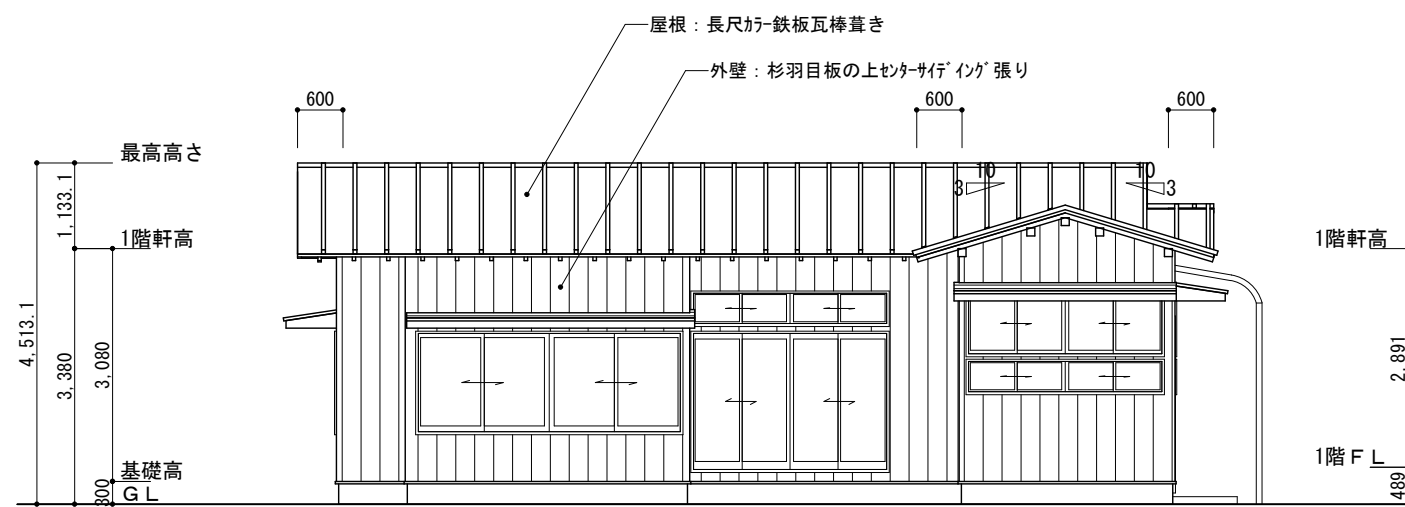 屋根：長尺ｶﾗｰ鉄板瓦棒葺き
外壁：杉羽目板の上ｾﾝﾀｰｻｲﾃﾞｨﾝｸﾞ張り
600
600
600
最高高さ
10
10
3
3
1,133.1
1階軒高
1階軒高
4,513.1
3,380
3,080
2,891
基礎高
1階ＦＬ
300
ＧＬ
489